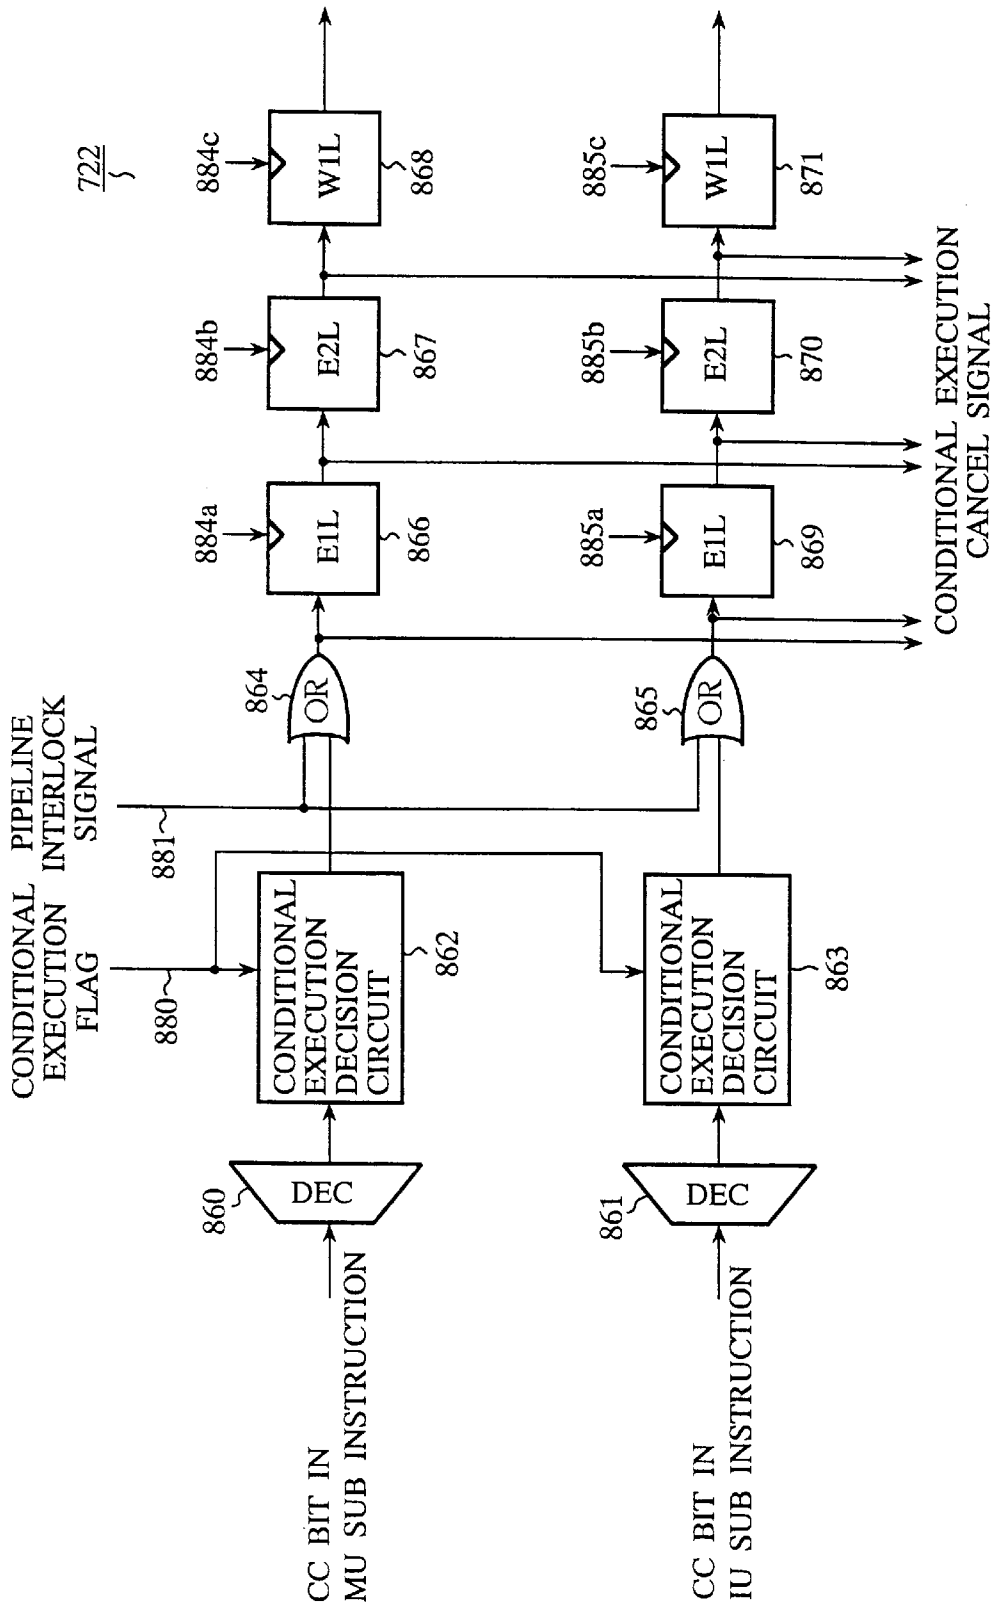 722
CONDITIONAL
EXECUTION
FLAG
PIPELINE
INTERLOCK
SIGNAL
880
881
CC BIT IN
MU SUB INSTRUCTION
DEC
860
CONDITIONAL
EXECUTION
DECISION
CIRCUIT
862
OR
864
884a
E1L
866
884b
E2L
867
884c
W1L
868
CC BIT IN
IU SUB INSTRUCTION
DEC
861
CONDITIONAL
EXECUTION
DECISION
CIRCUIT
863
OR
865
885a
E1L
869
885b
E2L
870
885c
W1L
871
CONDITIONAL EXECUTION
CANCEL SIGNAL